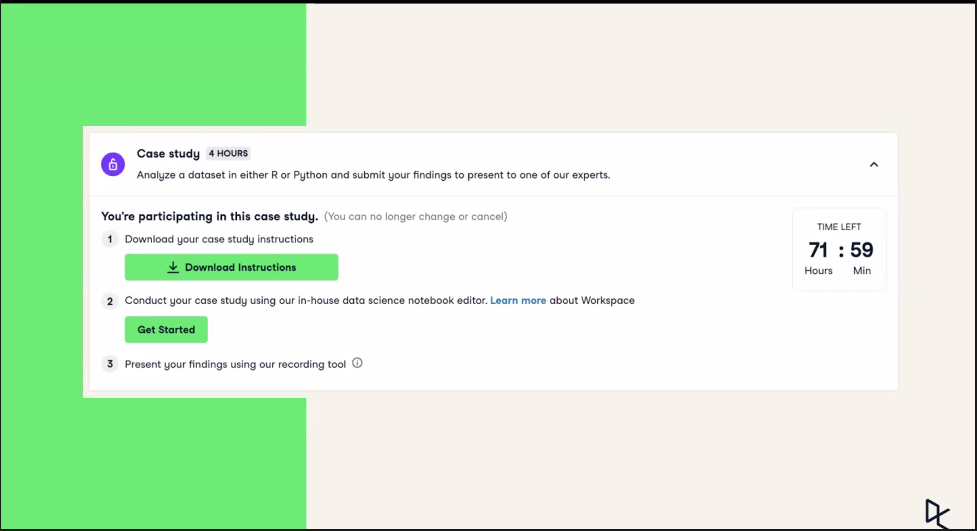 Case study 4 HOURS
Analyze a dataset in either R or Python and submit your findings to present to one of our experts.
You're participating in this case study. (You can no longer change or cancel)
TIME LEFT
71 : 59
Hours Min
1 Download your case study instructions
Download Instructions
2 Conduct your case study using our in-house data science notebook editor. Learn more about Workspace
Get Started
3 Present your findings using our recording tool